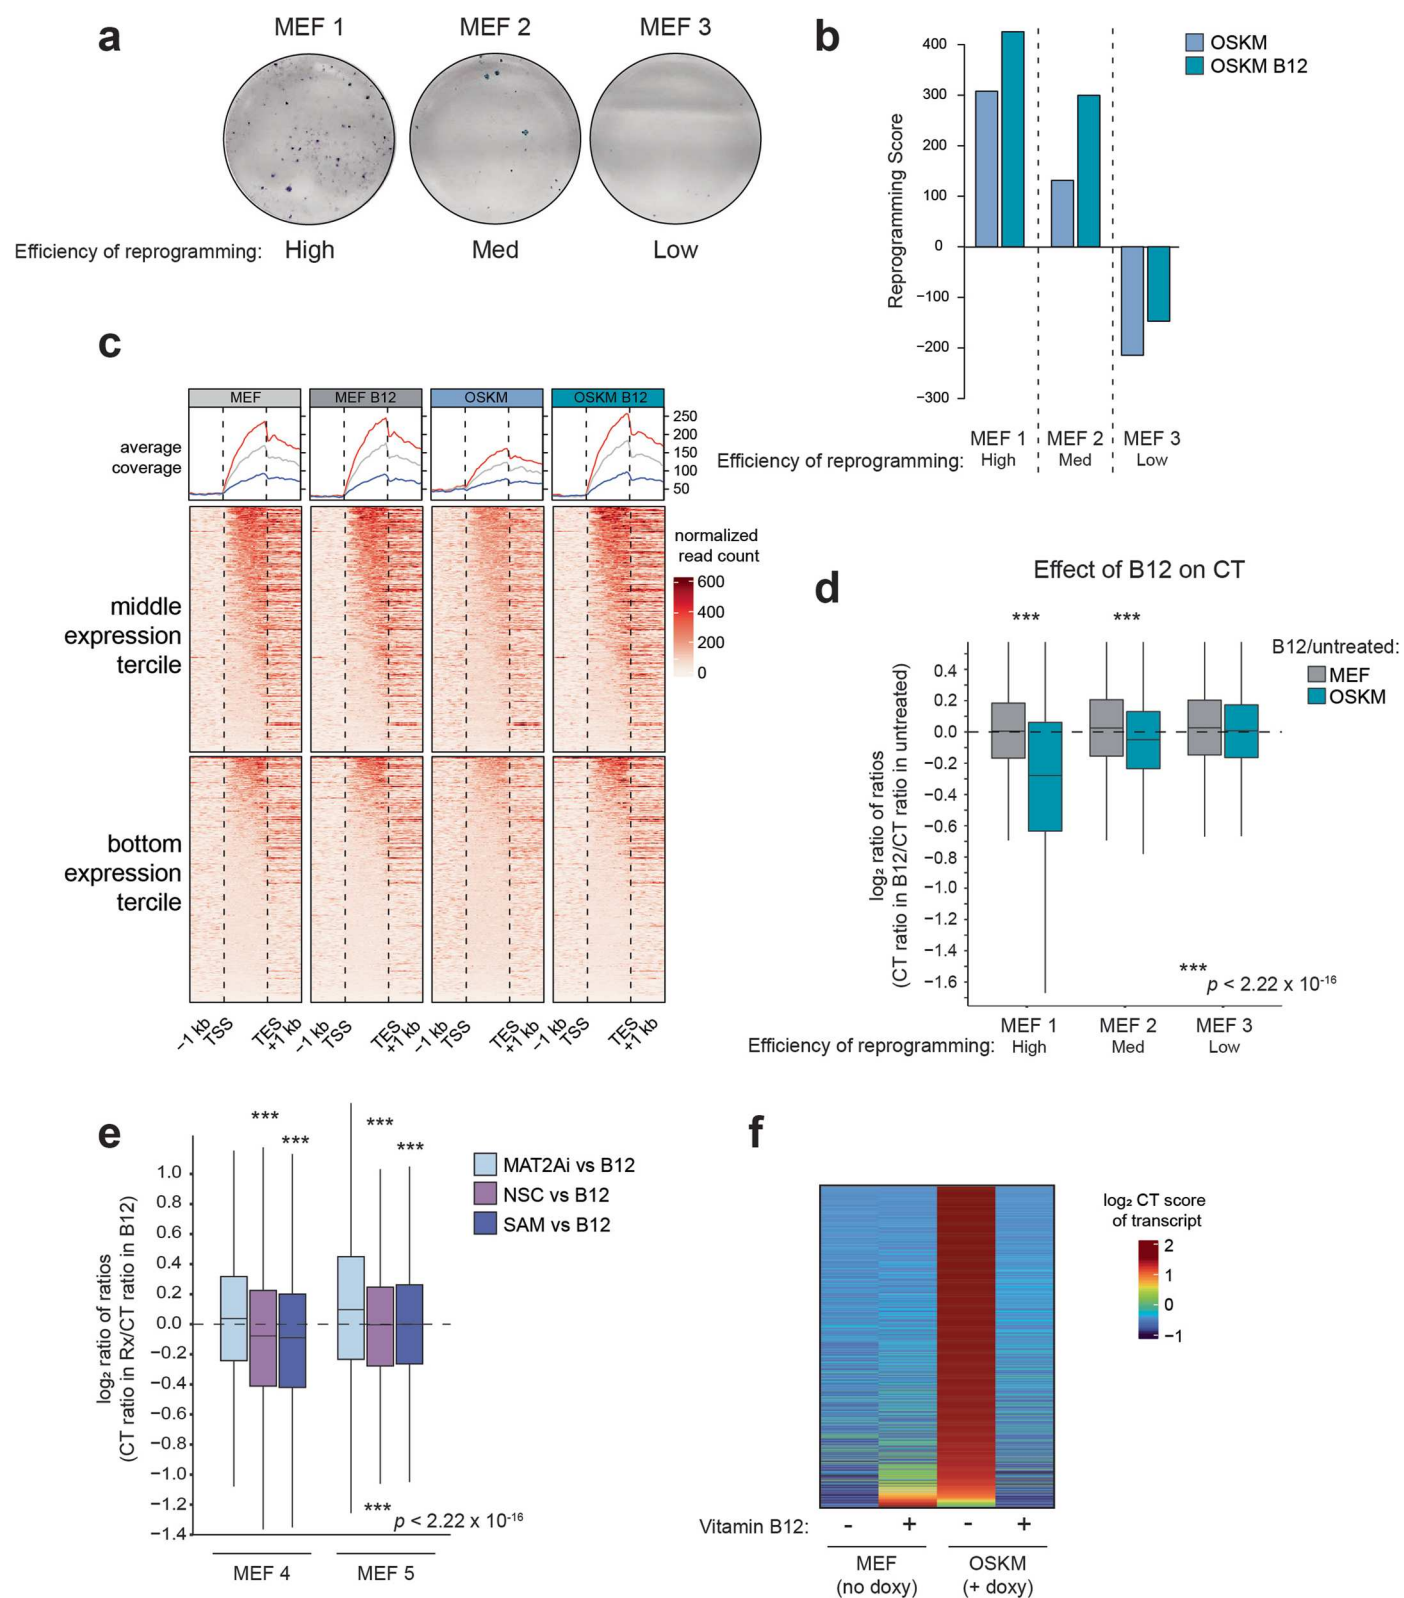 a
MEF 1
MEF 2
MEF 3
Efficiency of reprogramming:
High
Med
Low
b
Reprogramming Score
400
300
200
100
0
−100
−200
−300
OSKM
OSKM B12
MEF 1
High
MEF 2
Med
MEF 3
Low
Efficiency of reprogramming:
c
MEF
MEF B12
OSKM
OSKM B12
average
coverage
250
200
150
100
50
normalized
read count
600
400
200
0
middle
expression
tercile
bottom
expression
tercile
−1 kb
TSS
TES
+1 kb
−1 kb
TSS
TES
+1 kb
−1 kb
TSS
TES
+1 kb
−1 kb
TSS
TES
+1 kb
d
Effect of B12 on CT
log₂ ratio of ratios
(CT ratio in B12/CT ratio in untreated)
0.4
0.2
0.0
−0.2
−0.4
−0.6
−0.8
−1.0
−1.2
−1.4
−1.6
***
***
B12/untreated:
MEF
OSKM
*** p < 2.22 x 10⁻¹⁶
MEF 1
High
MEF 2
Med
MEF 3
Low
Efficiency of reprogramming:
e
log₂ ratio of ratios
(CT ratio in Rx/CT ratio in B12)
1.0
0.8
0.6
0.4
0.2
0.0
−0.2
−0.4
−0.6
−0.8
−1.0
−1.2
−1.4
***
***
***
***
MAT2Ai vs B12
NSC vs B12
SAM vs B12
*** p < 2.22 x 10⁻¹⁶
MEF 4
MEF 5
f
log₂ CT score
of transcript
2
1
0
−1
Vitamin B12:
-
+
-
+
MEF
(no doxy)
OSKM
(+ doxy)